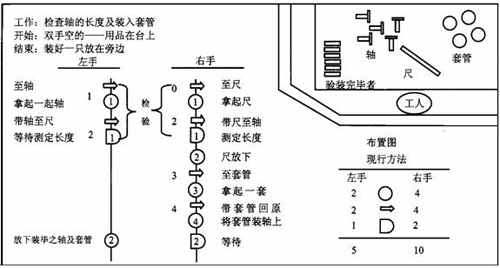 工作：检查轴的长度及装入套管
开始：双手空的——用品在台上
结束：装好一只放在旁边
左手
右手
至轴
1
拿起一起轴
1
带轴至尺
2
等待测定长度
1
放下装毕之轴及套管
2
检
验
0
至尺
1
拿起尺
2
带尺至轴
1
测定长度
2
尺放下
3
至套管
3
拿起一套
4
带套管回原
4
将套管装轴上
2
等待
轴
尺
套管
验装完毕者
工人
布置图
现行方法
左手 右手
2 4
2 4
1 2
5 10